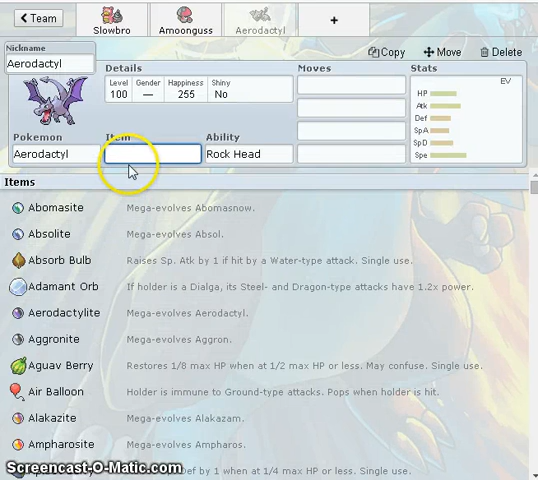 < Team
Slowbro
Amoonguss
Aerodactyl
+
Nickname
Aerodactyl
Copy
Move
Delete
Details
Level
100
Gender
—
Happiness
255
Shiny
No
Moves
Stats
EV
HP
Atk
Def
SpA
SpD
Spe
Pokemon
Aerodactyl
Item
Ability
Rock Head
Items
Abomasite Mega-evolves Abomasnow.
Absolite Mega-evolves Absol.
Absorb Bulb Raises Sp. Atk by 1 if hit by a Water-type attack. Single use.
Adamant Orb If holder is a Dialga, its Steel- and Dragon-type attacks have 1.2x power.
Aerodactylite Mega-evolves Aerodactyl.
Aggronite Mega-evolves Aggron.
Aguav Berry Restores 1/8 max HP when at 1/2 max HP or less. May confuse. Single use.
Air Balloon Holder is immune to Ground-type attacks. Pops when holder is hit.
Alakazite Mega-evolves Alakazam.
Ampharosite Mega-evolves Ampharos.
Def by 1 when at 1/4 max HP or less. Single use.
Screencast-O-Matic.com